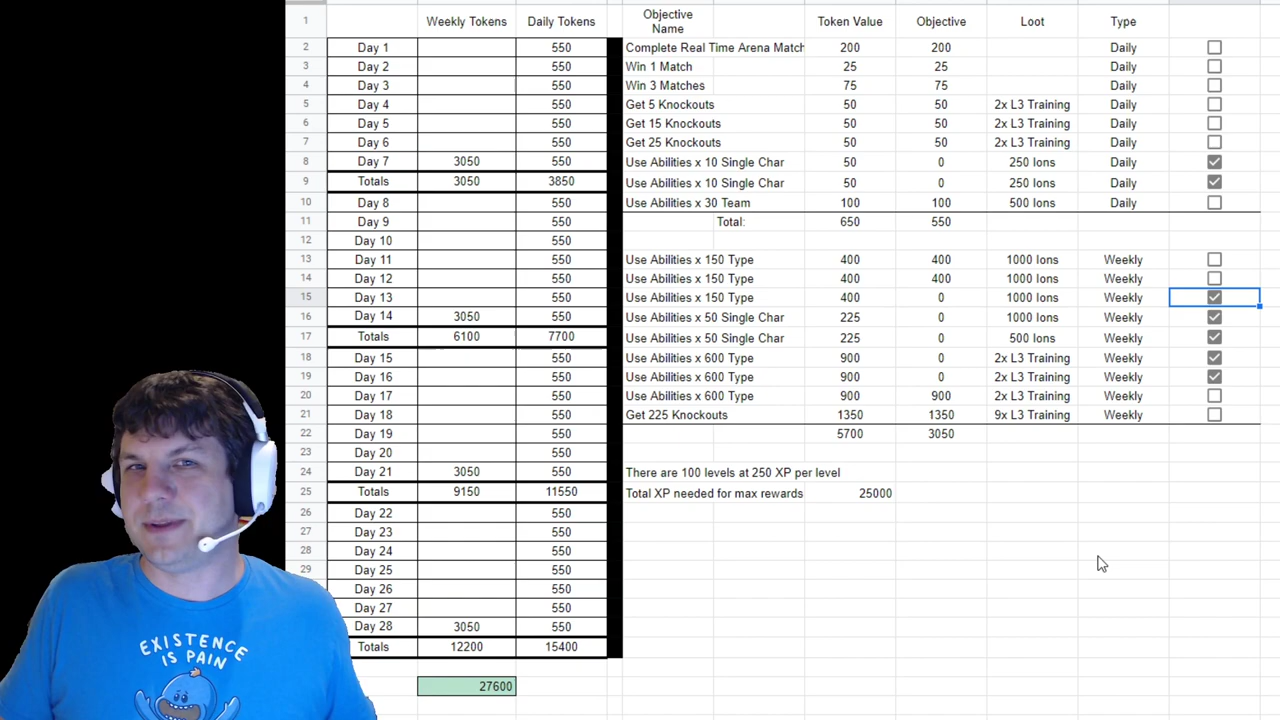 1 Weekly Tokens Daily Tokens Objective Name Token Value Objective Loot Type
2 Day 1 550 Complete Real Time Arena Match 200 200 Daily
3 Day 2 550 Win 1 Match 25 25 Daily
4 Day 3 550 Win 3 Matches 75 75 Daily
5 Day 4 550 Get 5 Knockouts 50 50 2x L3 Training Daily
6 Day 5 550 Get 15 Knockouts 50 50 2x L3 Training Daily
7 Day 6 550 Get 25 Knockouts 50 50 2x L3 Training Daily
8 Day 7 3050 550 Use Abilities x 10 Single Char 50 0 250 Ions Daily
9 Totals 3050 3850 Use Abilities x 10 Single Char 50 0 250 Ions Daily
10 Day 8 550 Use Abilities x 30 Team 100 100 500 Ions Daily
11 Day 9 550 Total: 650 550
12 Day 10 550
13 Day 11 550 Use Abilities x 150 Type 400 400 1000 Ions Weekly
14 Day 12 550 Use Abilities x 150 Type 400 400 1000 Ions Weekly
15 Day 13 550 Use Abilities x 150 Type 400 0 1000 Ions Weekly
16 Day 14 3050 550 Use Abilities x 50 Single Char 225 0 1000 Ions Weekly
17 Totals 6100 7700 Use Abilities x 50 Single Char 225 0 500 Ions Weekly
18 Day 15 550 Use Abilities x 600 Type 900 0 2x L3 Training Weekly
19 Day 16 550 Use Abilities x 600 Type 900 0 2x L3 Training Weekly
20 Day 17 550 Use Abilities x 600 Type 900 900 2x L3 Training Weekly
21 Day 18 550 Get 225 Knockouts 1350 1350 9x L3 Training Weekly
22 Day 19 550 5700 3050
23 Day 20 550
24 Day 21 3050 550 There are 100 levels at 250 XP per level
25 Totals 9150 11550 Total XP needed for max rewards 25000
26 Day 22 550
27 Day 23 550
28 Day 24 550
29 Day 25 550
Day 26 550
Day 27 550
Day 28 3050 550
Totals 12200 15400
27600
EXISTENCE
IS PAIN